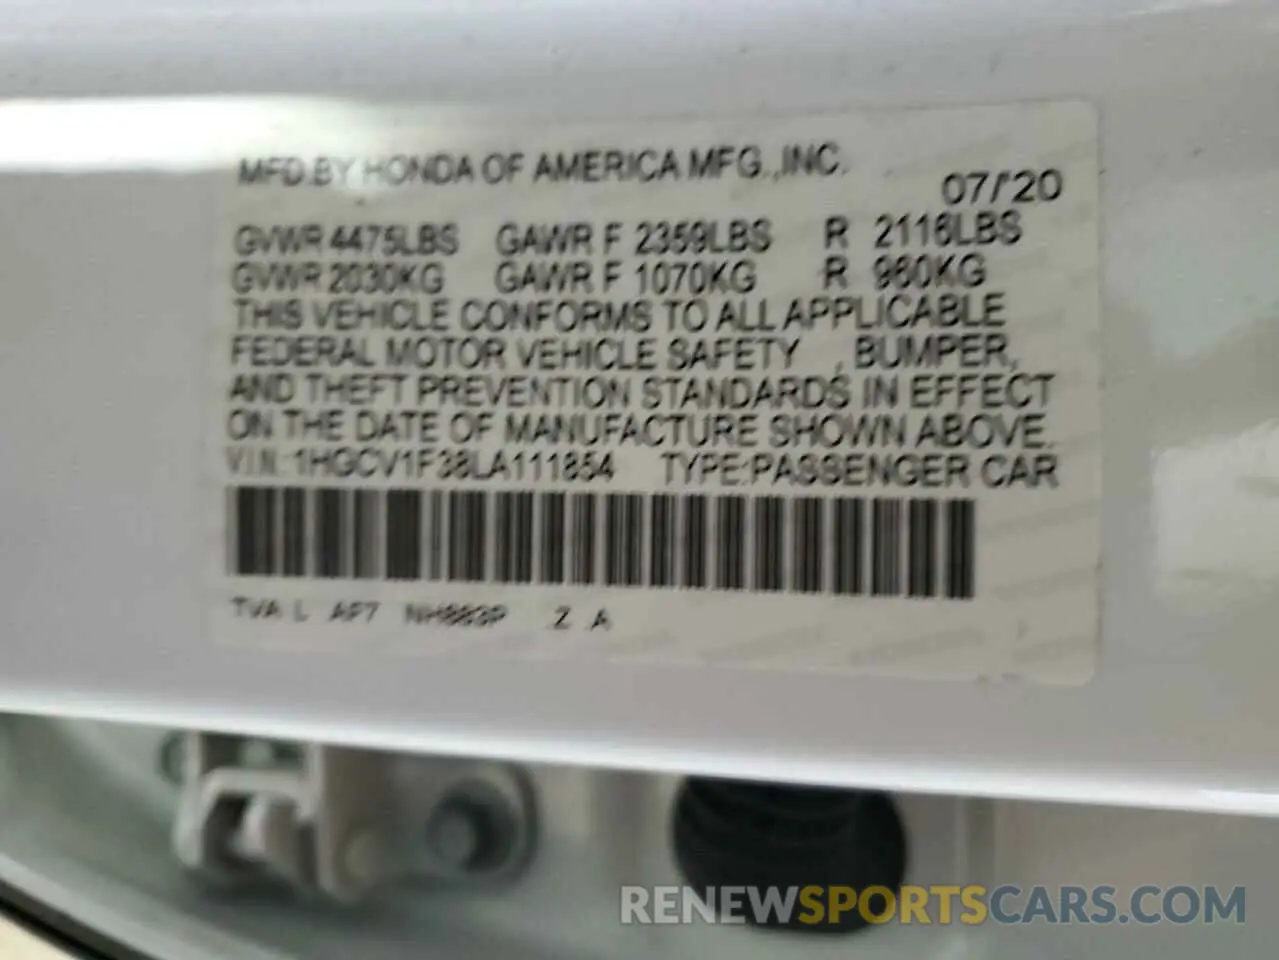 MFD.BY HONDA OF AMERICA MFG.,INC. 07/'20
GVWR 4475LBS GAWR F 2359LBS R 2116LBS
GVWR 2030KG GAWR F 1070KG R 960KG
THIS VEHICLE CONFORMS TO ALL APPLICABLE
FEDERAL MOTOR VEHICLE SAFETY , BUMPER,
AND THEFT PREVENTION STANDARDS IN EFFECT
ON THE DATE OF MANUFACTURE SHOWN ABOVE.
V.I.N.:1HGCV1F38LA111854 TYPE:PASSENGER CAR
TVA L AF7 NH883P Z A
RENEWSPORTSCARS.COM